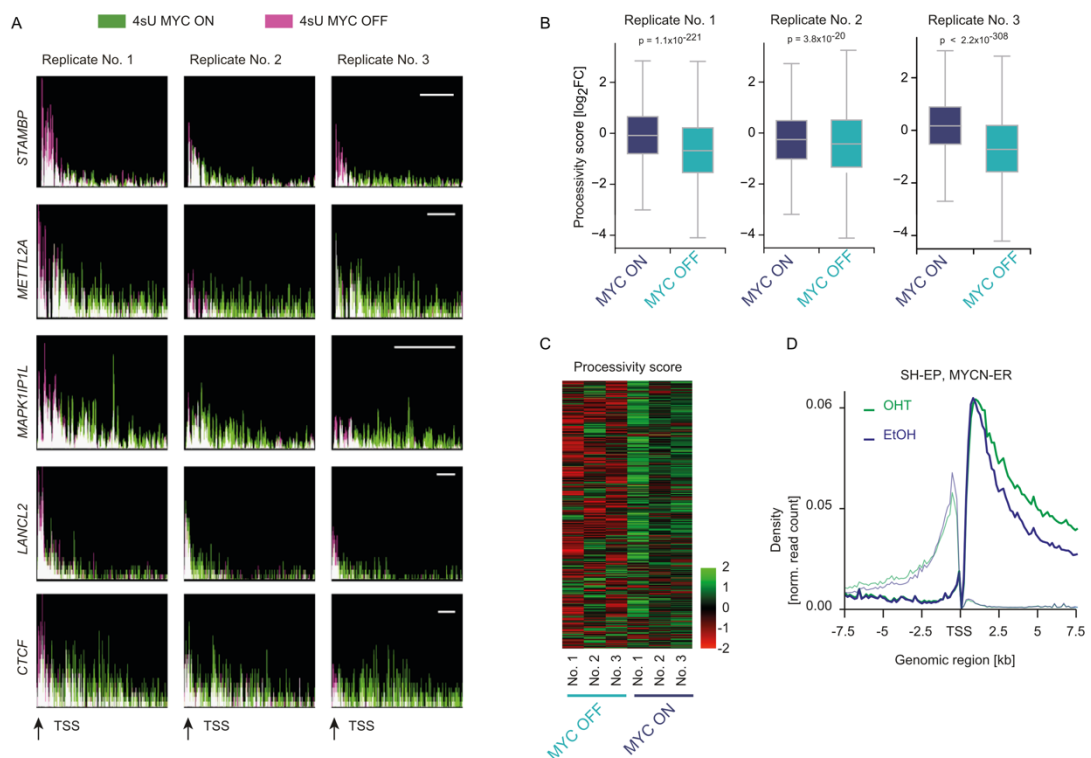 A
4sU MYC ON
4sU MYC OFF
Replicate No. 1
Replicate No. 2
Replicate No. 3
STAMBP
METTL2A
MAPK1IP1L
LANCL2
CTCF
TSS
TSS
TSS
B
Replicate No. 1
Replicate No. 2
Replicate No. 3
p = 1.1x10-221
p = 3.8x10-20
p < 2.2x10-308
Processivity score [log2FC]
2
0
−2
−4
2
0
−2
−4
2
0
−2
−4
MYC ON
MYC OFF
MYC ON
MYC OFF
MYC ON
MYC OFF
C
Processivity score
2
1
0
-1
-2
No. 1
No. 2
No. 3
No. 1
No. 2
No. 3
MYC OFF
MYC ON
D
SH-EP, MYCN-ER
OHT
EtOH
Density
[norm. read count]
0.06
0.05
0.00
-7.5
-5
-2.5
TSS
2.5
5
7.5
Genomic region [kb]